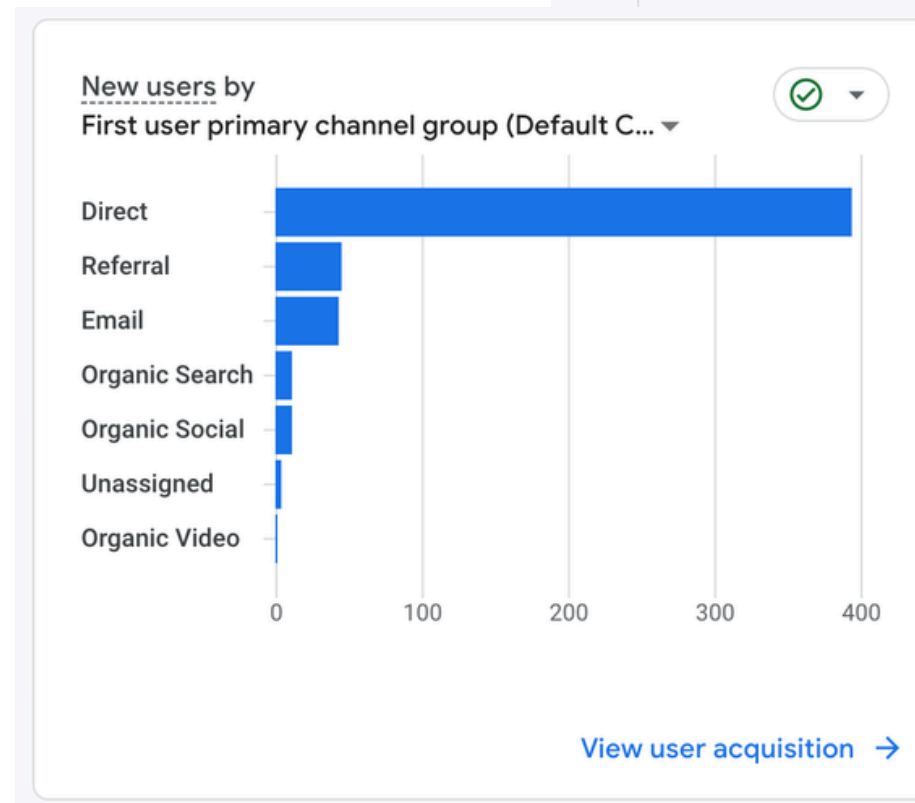 New users by
First user primary channel group (Default C...
Direct
Referral
Email
Organic Search
Organic Social
Unassigned
Organic Video
0 100 200 300 400
View user acquisition →